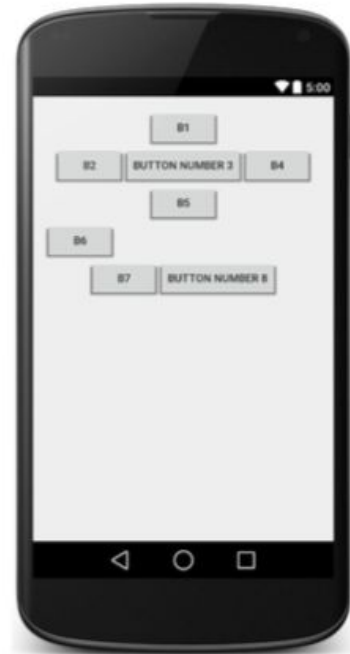 5:00
B1
B2 BUTTON NUMBER 3 B4
B5
B6
B7 BUTTON NUMBER 8